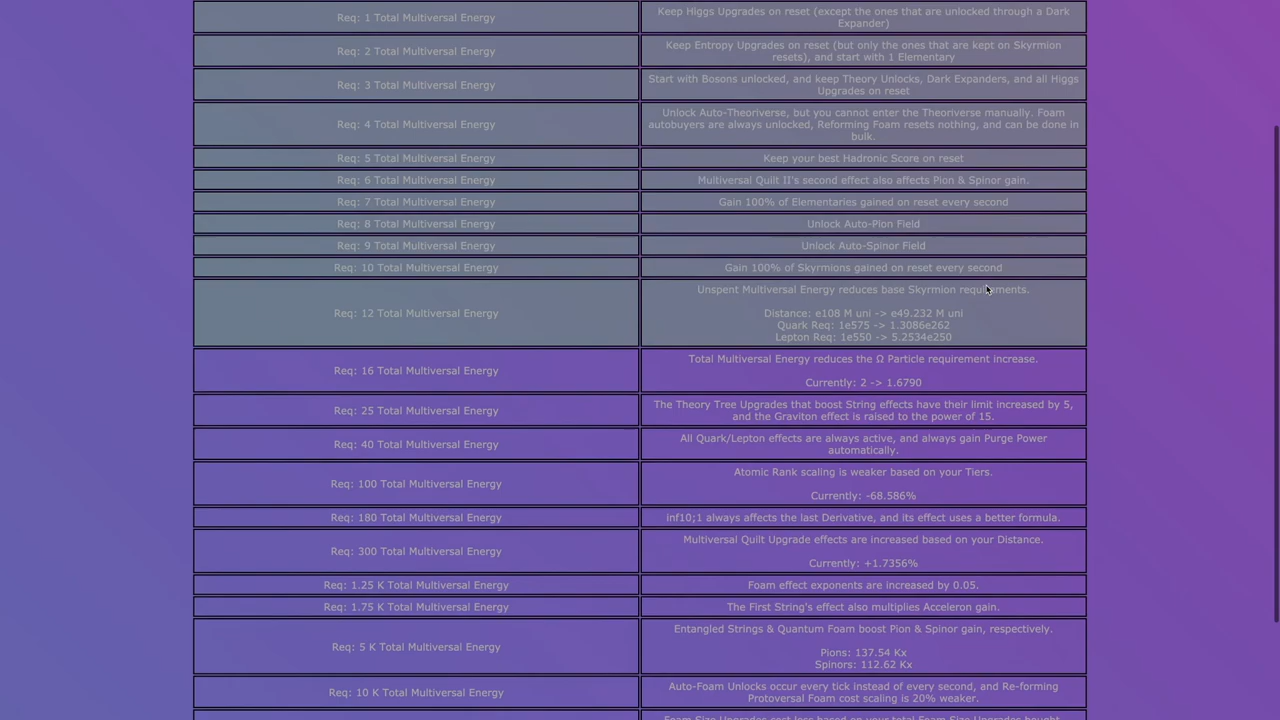 Req: 1 Total Multiversal Energy
Keep Higgs Upgrades on reset (except the ones that are unlocked through a Dark
Expander)
Req: 2 Total Multiversal Energy
Keep Entropy Upgrades on reset (but only the ones that are kept on Skyrmion
resets), and start with 1 Elementary
Req: 3 Total Multiversal Energy
Start with Bosons unlocked, and keep Theory Unlocks, Dark Expanders, and all Higgs
Upgrades on reset
Req: 4 Total Multiversal Energy
Unlock Auto-Theoriverse, but you cannot enter the Theoriverse manually. Foam
autobuyers are always unlocked, Reforming Foam resets nothing, and can be done in
bulk.
Req: 5 Total Multiversal Energy
Keep your best Hadronic Score on reset
Req: 6 Total Multiversal Energy
Multiversal Quilt II's second effect also affects Pion & Spinor gain.
Req: 7 Total Multiversal Energy
Gain 100% of Elementaries gained on reset every second
Req: 8 Total Multiversal Energy
Unlock Auto-Pion Field
Req: 9 Total Multiversal Energy
Unlock Auto-Spinor Field
Req: 10 Total Multiversal Energy
Gain 100% of Skyrmions gained on reset every second
Req: 12 Total Multiversal Energy
Unspent Multiversal Energy reduces base Skyrmion requirements.
Distance: e108 M uni -> e49.232 M uni
Quark Req: 1e575 -> 1.3086e262
Lepton Req: 1e550 -> 5.2534e250
Req: 16 Total Multiversal Energy
Total Multiversal Energy reduces the Ω Particle requirement increase.
Currently: 2 -> 1.6790
Req: 25 Total Multiversal Energy
The Theory Tree Upgrades that boost String effects have their limit increased by 5,
and the Graviton effect is raised to the power of 15.
Req: 40 Total Multiversal Energy
All Quark/Lepton effects are always active, and always gain Purge Power
automatically.
Req: 100 Total Multiversal Energy
Atomic Rank scaling is weaker based on your Tiers.
Currently: -68.586%
Req: 180 Total Multiversal Energy
inf10;1 always affects the last Derivative, and its effect uses a better formula.
Req: 300 Total Multiversal Energy
Multiversal Quilt Upgrade effects are increased based on your Distance.
Currently: +1.7356%
Req: 1.25 K Total Multiversal Energy
Foam effect exponents are increased by 0.05.
Req: 1.75 K Total Multiversal Energy
The First String's effect also multiplies Acceleron gain.
Req: 5 K Total Multiversal Energy
Entangled Strings & Quantum Foam boost Pion & Spinor gain, respectively.
Pions: 137.54 Kx
Spinors: 112.62 Kx
Req: 10 K Total Multiversal Energy
Auto-Foam Unlocks occur every tick instead of every second, and Re-forming
Protoversal Foam cost scaling is 20% weaker.
Foam Size Upgrades cost less based on your total Foam Size Upgrades bought.